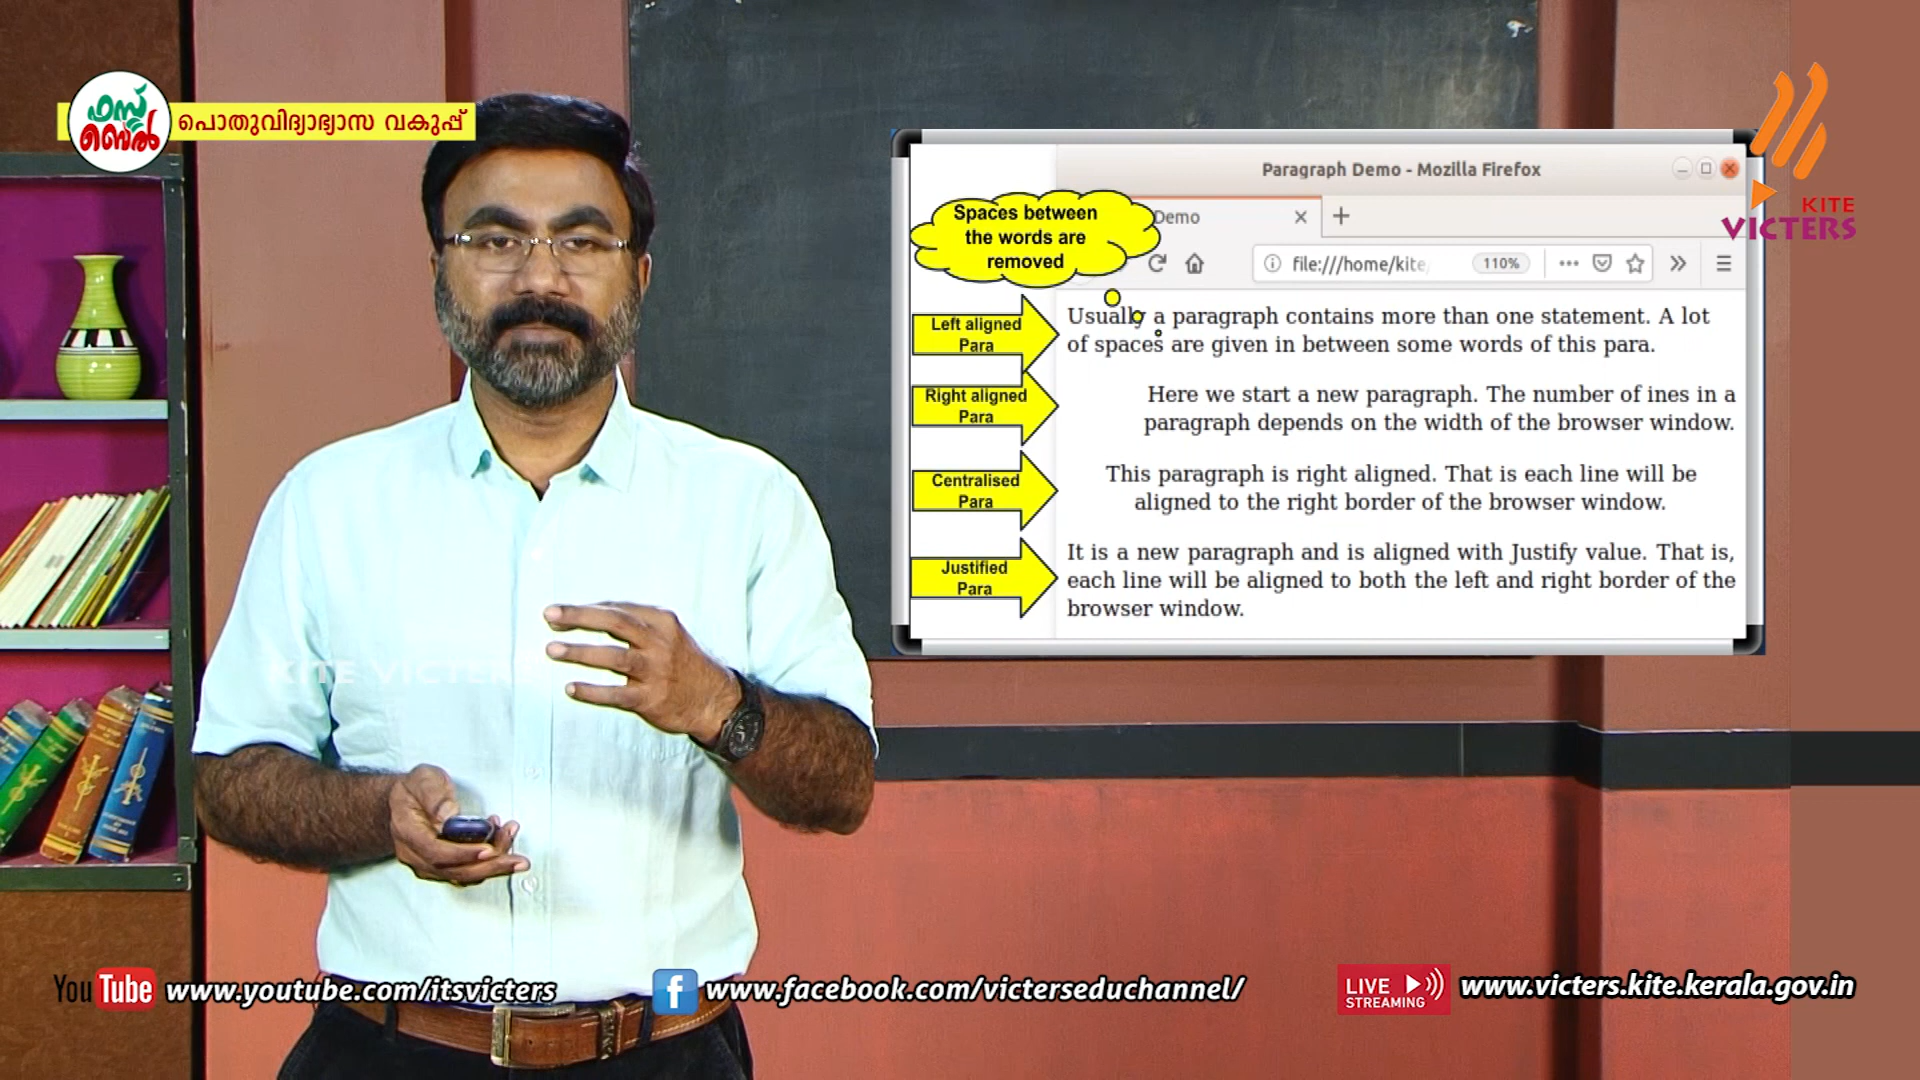 ഫസ്റ്റ്
ബെൽ
പൊതുവിദ്യാഭ്യാസ വകുപ്പ്
KITE
VICTERS
Paragraph Demo - Mozilla Firefox
Demo
file:///home/kite
110%
Spaces between
the words are
removed
Left aligned
Para
Usually a paragraph contains more than one statement. A lot
of spaces are given in between some words of this para.
Right aligned
Para
Here we start a new paragraph. The number of ines in a
paragraph depends on the width of the browser window.
Centralised
Para
This paragraph is right aligned. That is each line will be
aligned to the right border of the browser window.
Justified
Para
It is a new paragraph and is aligned with Justify value. That is,
each line will be aligned to both the left and right border of the
browser window.
KITE VICTERS
YouTube www.youtube.com/itsvicters
f www.facebook.com/victerseduchannel/
LIVE
STREAMING
www.victers.kite.kerala.gov.in